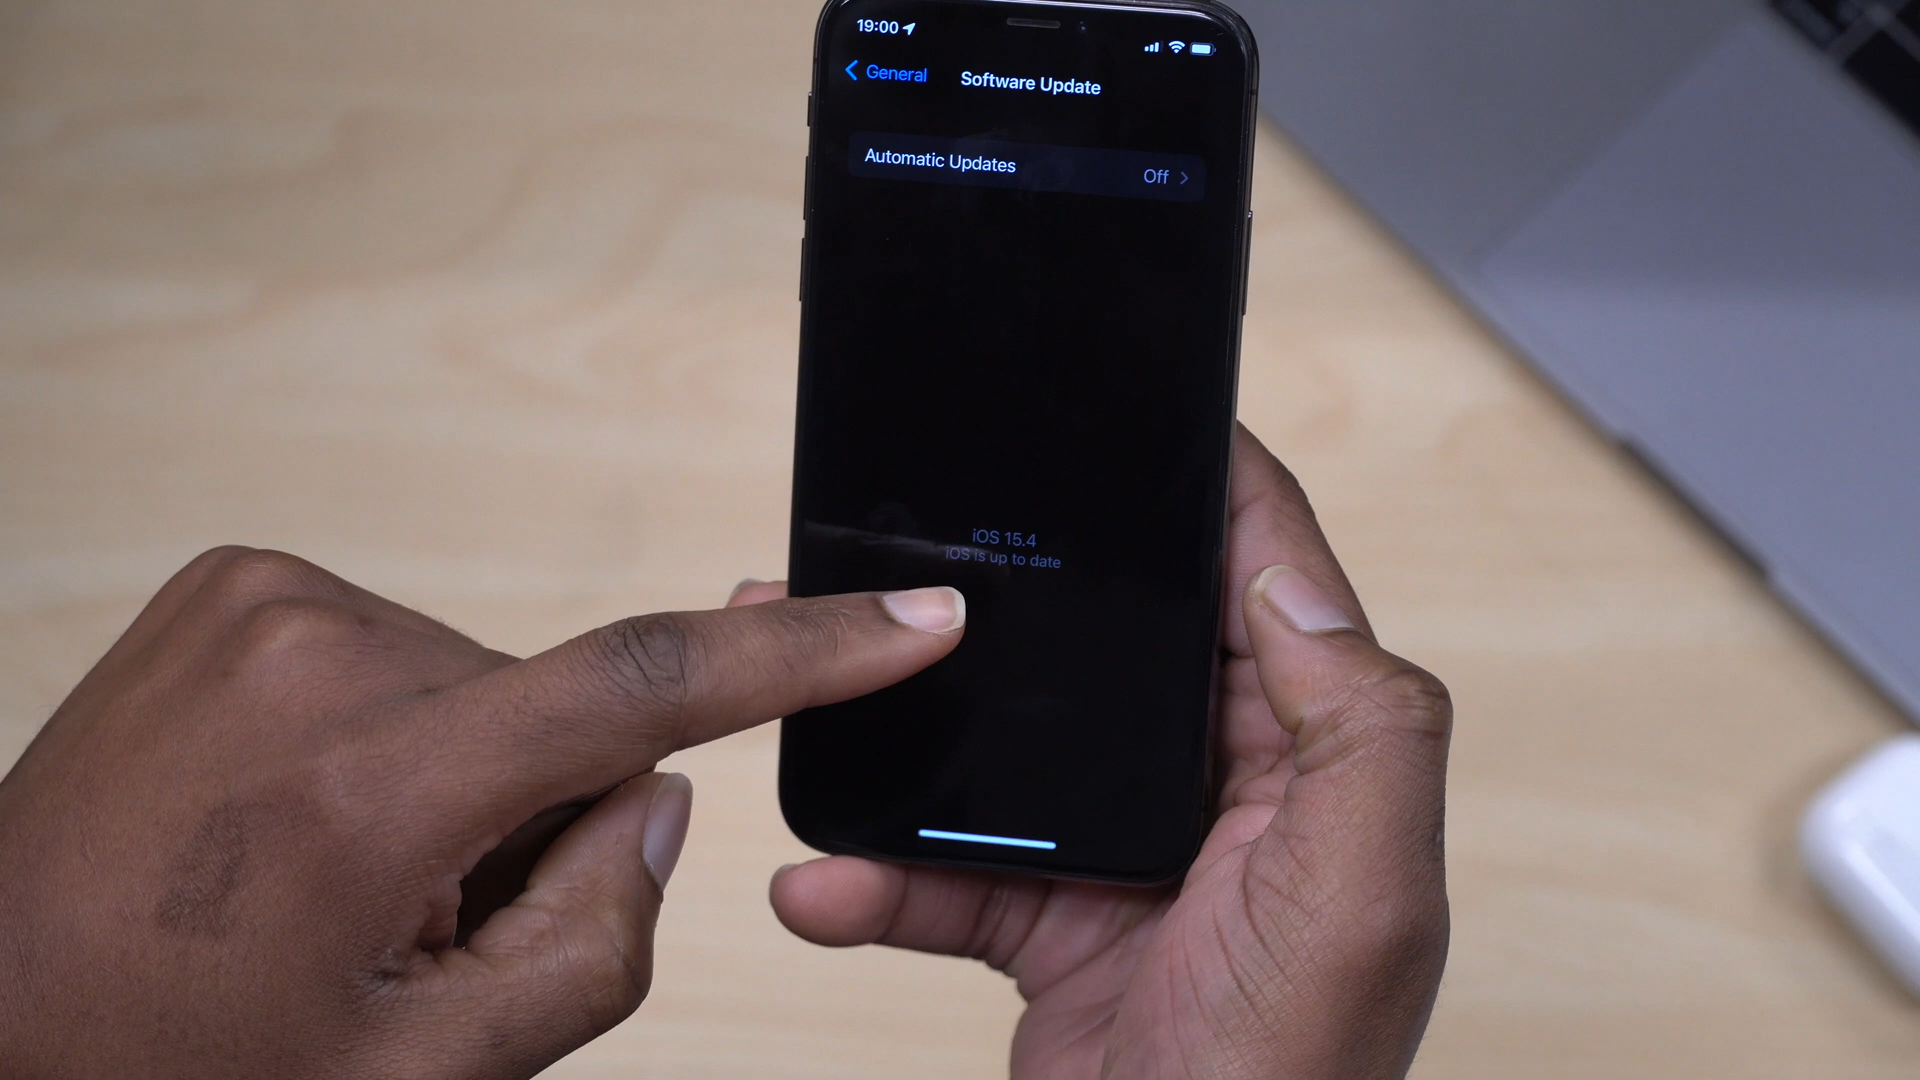 19:00
General
Software Update
Automatic Updates
Off
iOS 15.4
iOS is up to date